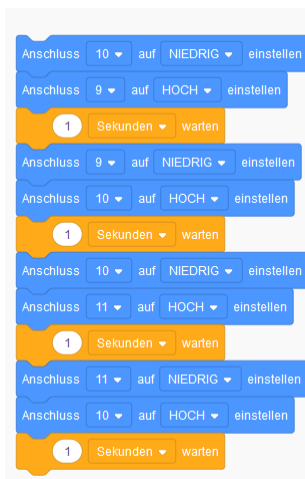 Anschluss 10 auf NIEDRIG einstellen
Anschluss 9 auf HOCH einstellen
1 Sekunden warten
Anschluss 9 auf NIEDRIG einstellen
Anschluss 10 auf HOCH einstellen
1 Sekunden warten
Anschluss 10 auf NIEDRIG einstellen
Anschluss 11 auf HOCH einstellen
1 Sekunden warten
Anschluss 11 auf NIEDRIG einstellen
Anschluss 10 auf HOCH einstellen
1 Sekunden warten